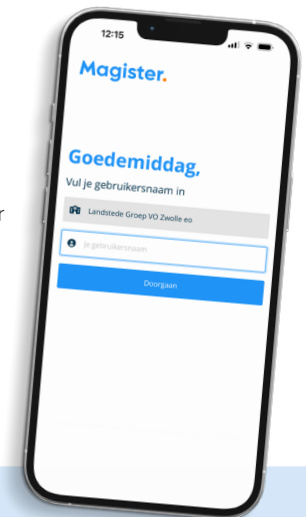 12:15
Magister.
Goedemiddag,
Vul je gebruikersnaam in
Landstede Groep VO Zwolle eo
je gebruikersnaam
Doorgaan
r